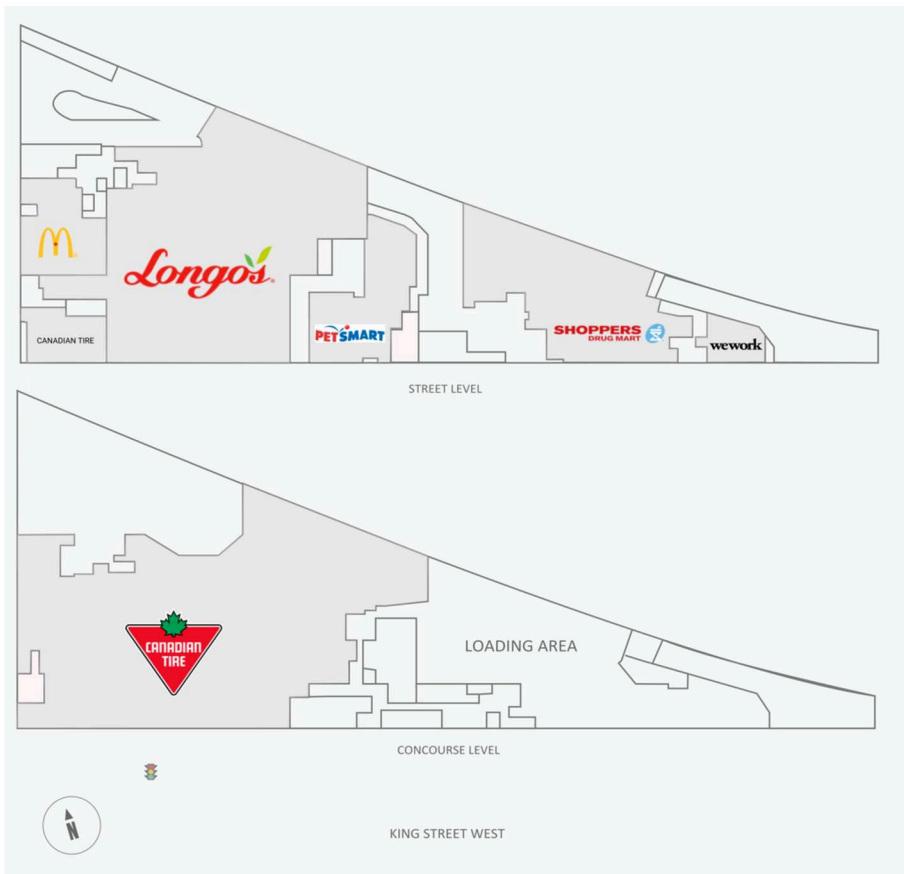 Longo's
CANADIAN TIRE
PETSMART
SHOPPERS
DRUG MART
wework
STREET LEVEL
CANADIAN
TIRE
LOADING AREA
CONCOURSE LEVEL
N
KING STREET WEST